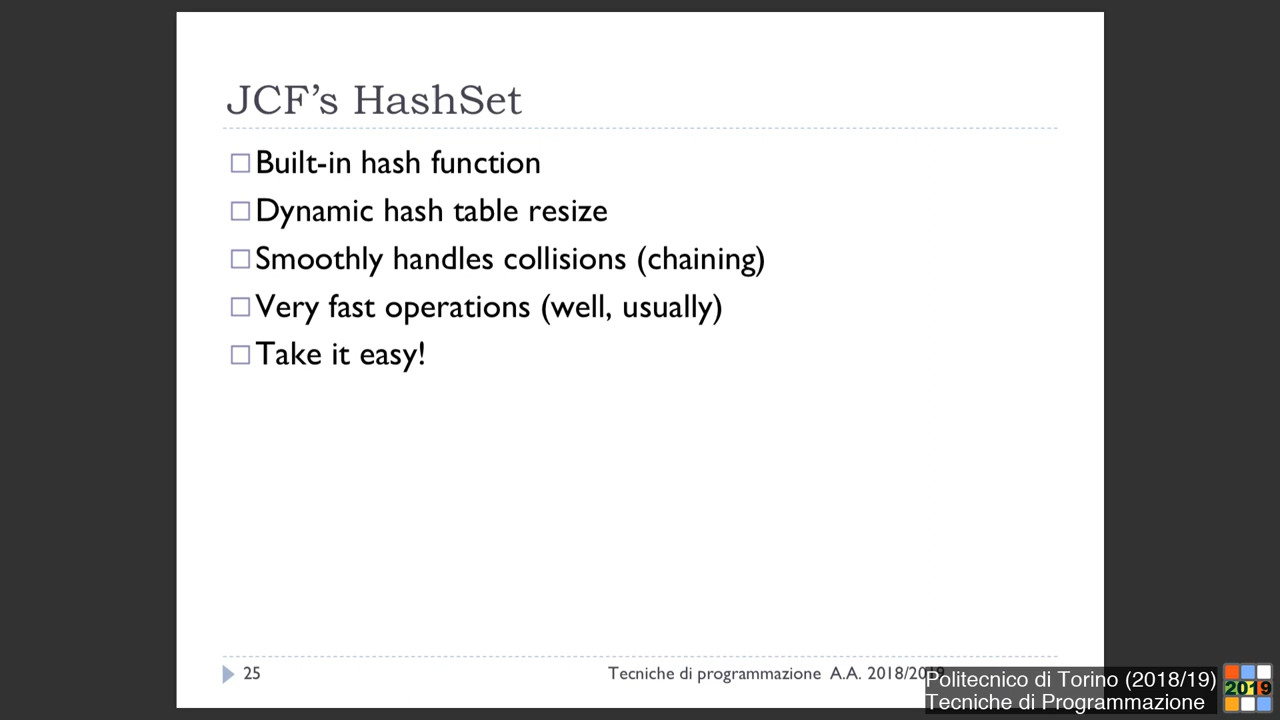 JCF's HashSet
Built-in hash function
Dynamic hash table resize
Smoothly handles collisions (chaining)
Very fast operations (well, usually)
Take it easy!
25
Tecniche di programmazione A.A. 2018/2019
Politecnico di Torino (2018/19)
Tecniche di Programmazione
2019